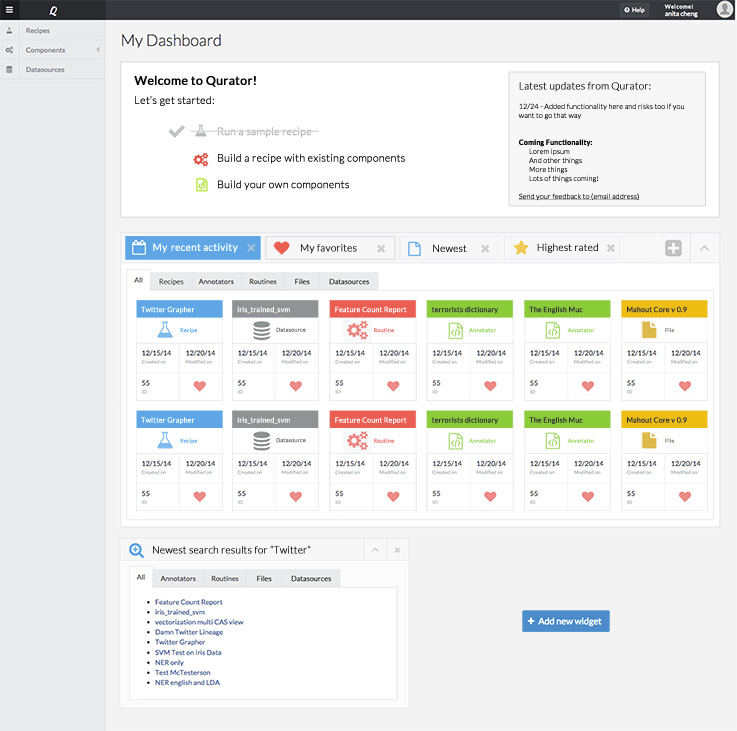 Q
Help
Welcome!
anita cheng
Recipes
Components
Datasources
My Dashboard
Welcome to Qurator!
Let's get started:
Run a sample recipe
Build a recipe with existing components
Build your own components
Latest updates from Qurator:
12/24 - Added functionality here and risks too if you
want to go that way
Coming Functionality:
Lorem ipsum
And other things
More things
Lots of things coming!
Send your feedback to (email address)
My recent activity
My favorites
Newest
Highest rated
All Recipes Annotators Routines Files Datasources
Twitter Grapher iris_trained_svm Feature Count Report terrorists dictionary The English Muc Mahout Core v 0.9
Recipe Datasource Routine Annotator Annotator File
12/15/14 12/20/14 12/15/14 12/20/14 12/15/14 12/20/14 12/15/14 12/20/14 12/15/14 12/20/14 12/15/14 12/20/14
Created on Modified on Created on Modified on Created on Modified on Created on Modified on Created on Modified on Created on Modified on
55 55 55 55 55 55
ID ID ID ID ID ID
Twitter Grapher iris_trained_svm Feature Count Report terrorists dictionary The English Muc Mahout Core v 0.9
Recipe Datasource Routine Annotator Annotator File
12/15/14 12/20/14 12/15/14 12/20/14 12/15/14 12/20/14 12/15/14 12/20/14 12/15/14 12/20/14 12/15/14 12/20/14
Created on Modified on Created on Modified on Created on Modified on Created on Modified on Created on Modified on Created on Modified on
55 55 55 55 55 55
ID ID ID ID ID ID
Newest search results for "Twitter"
All Annotators Routines Files Datasources
Feature Count Report
iris_trained_svm
vectorization multi CAS view
Damn Twitter Lineage
Twitter Grapher
SVM Test on Iris Data
NER only
Test McTesterson
NER english and LDA
Add new widget